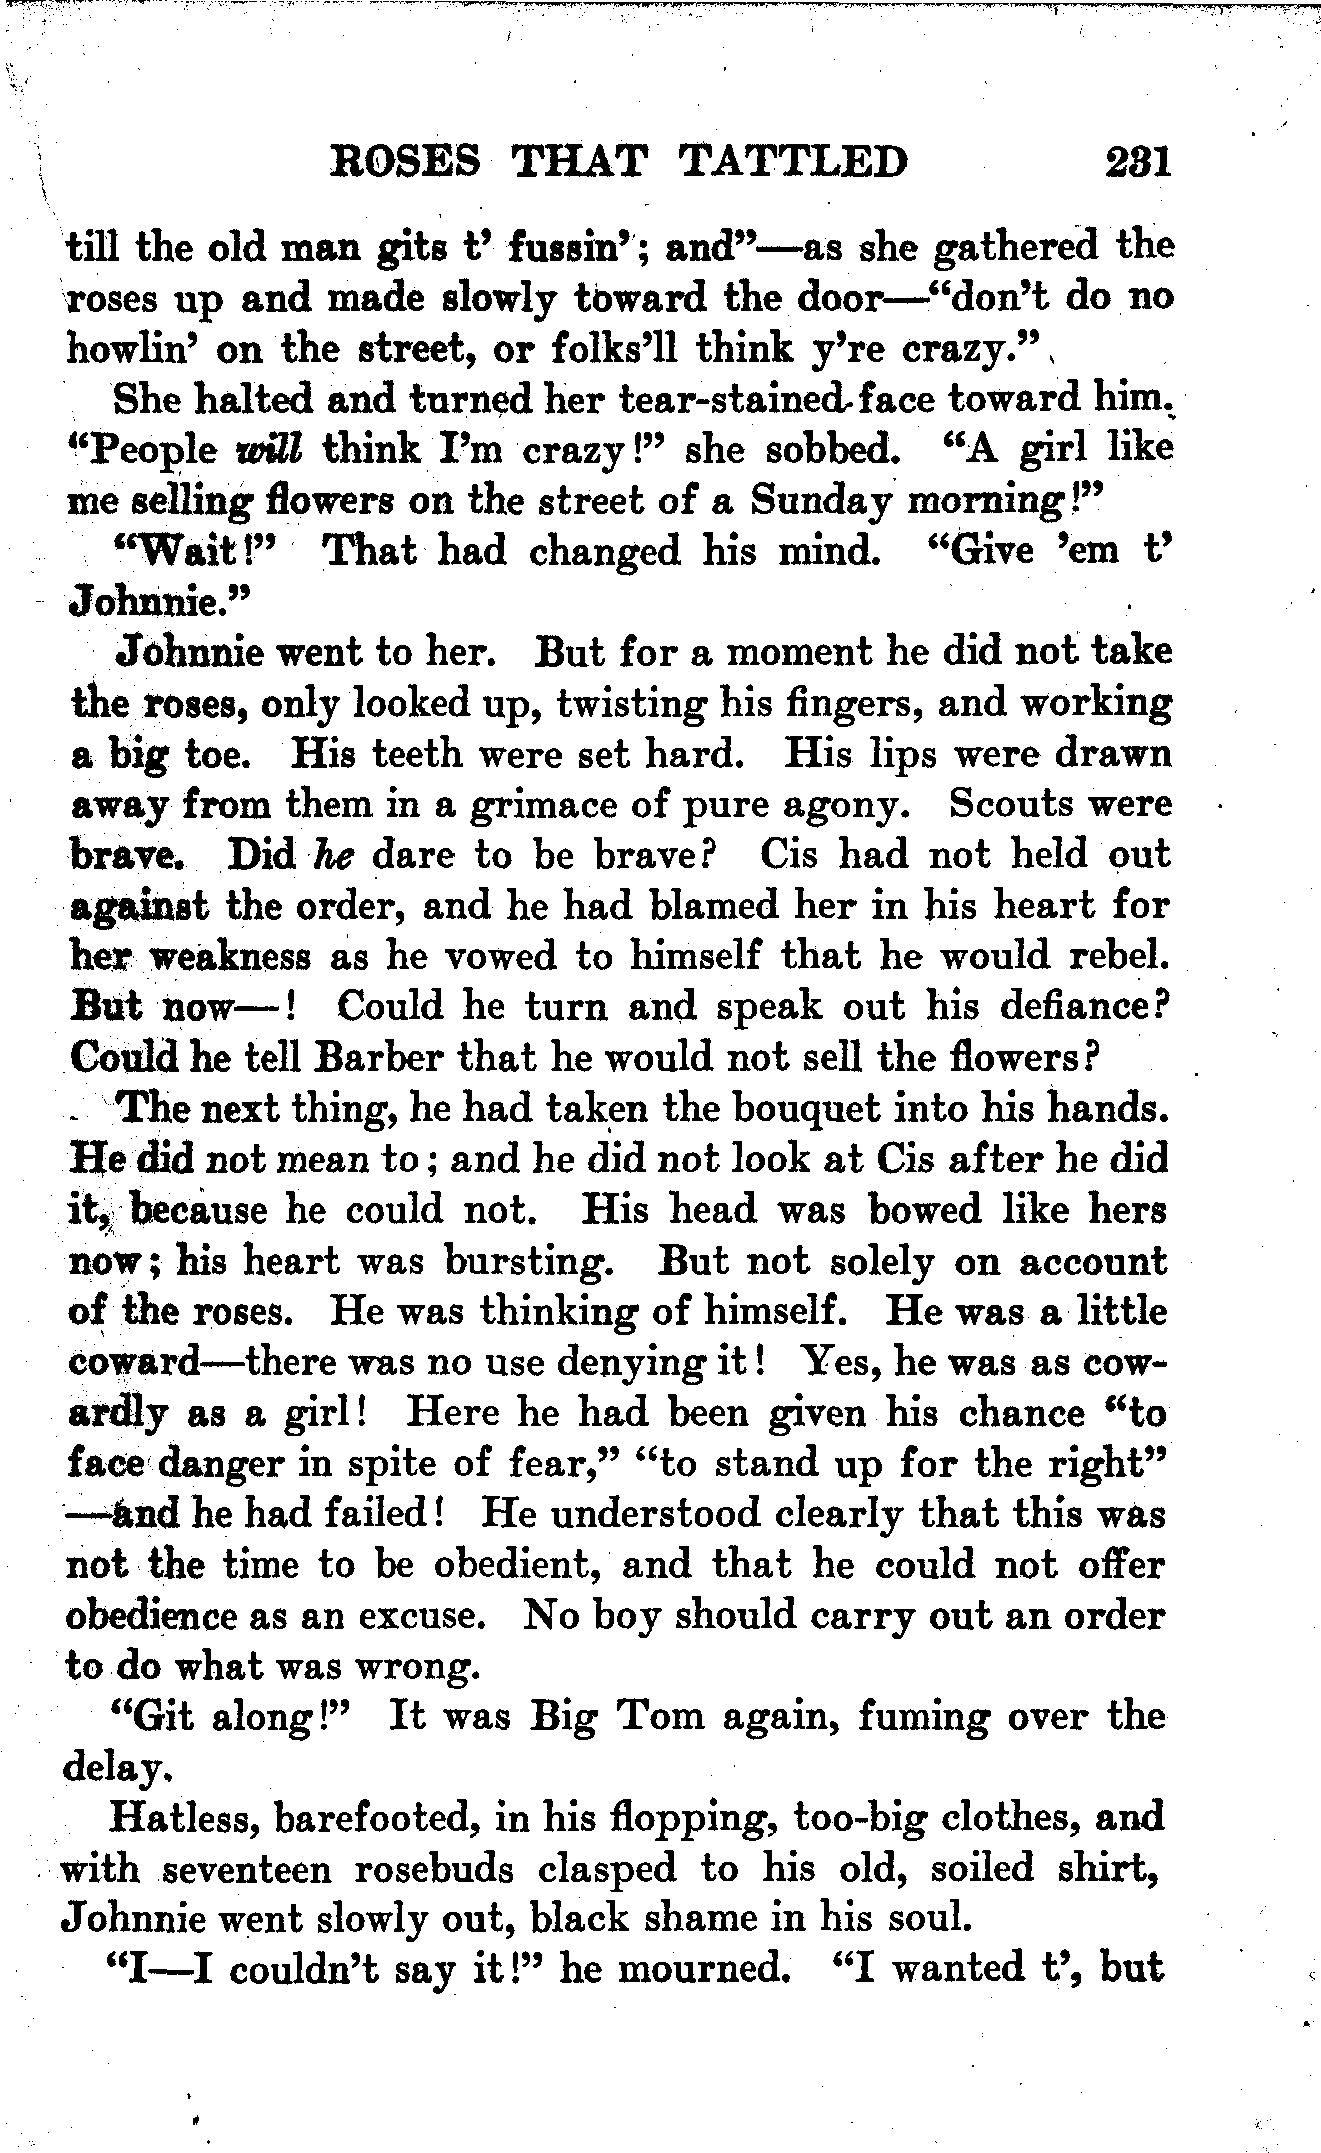 ROSES THAT TATTLED 231
till the old man gits t' fussin'; and"—as she gathered the
roses up and made slowly toward the door—"don't do no
howlin' on the street, or folks'll think y're crazy."
She halted and turned her tear-stained face toward him.
"People will think I'm crazy!" she sobbed. "A girl like
me selling flowers on the street of a Sunday morning!"
"Wait!" That had changed his mind. "Give 'em t'
Johnnie."
Johnnie went to her. But for a moment he did not take
the roses, only looked up, twisting his fingers, and working
a big toe. His teeth were set hard. His lips were drawn
away from them in a grimace of pure agony. Scouts were
brave. Did he dare to be brave? Cis had not held out
against the order, and he had blamed her in his heart for
her weakness as he vowed to himself that he would rebel.
But now—! Could he turn and speak out his defiance?
Could he tell Barber that he would not sell the flowers?
The next thing, he had taken the bouquet into his hands.
He did not mean to; and he did not look at Cis after he did
it, because he could not. His head was bowed like hers
now; his heart was bursting. But not solely on account
of the roses. He was thinking of himself. He was a little
coward—there was no use denying it! Yes, he was as cow-
ardly as a girl! Here he had been given his chance "to
face danger in spite of fear," "to stand up for the right"
—and he had failed! He understood clearly that this was
not the time to be obedient, and that he could not offer
obedience as an excuse. No boy should carry out an order
to do what was wrong.
"Git along!" It was Big Tom again, fuming over the
delay.
Hatless, barefooted, in his flopping, too-big clothes, and
with seventeen rosebuds clasped to his old, soiled shirt,
Johnnie went slowly out, black shame in his soul.
"I—I couldn't say it!" he mourned. "I wanted t', but